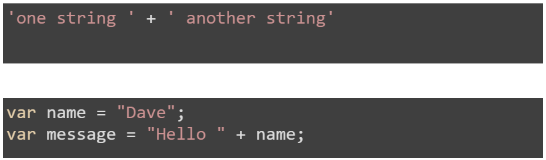 'one string ' + ' another string'
var name = "Dave";
var message = "Hello " + name;